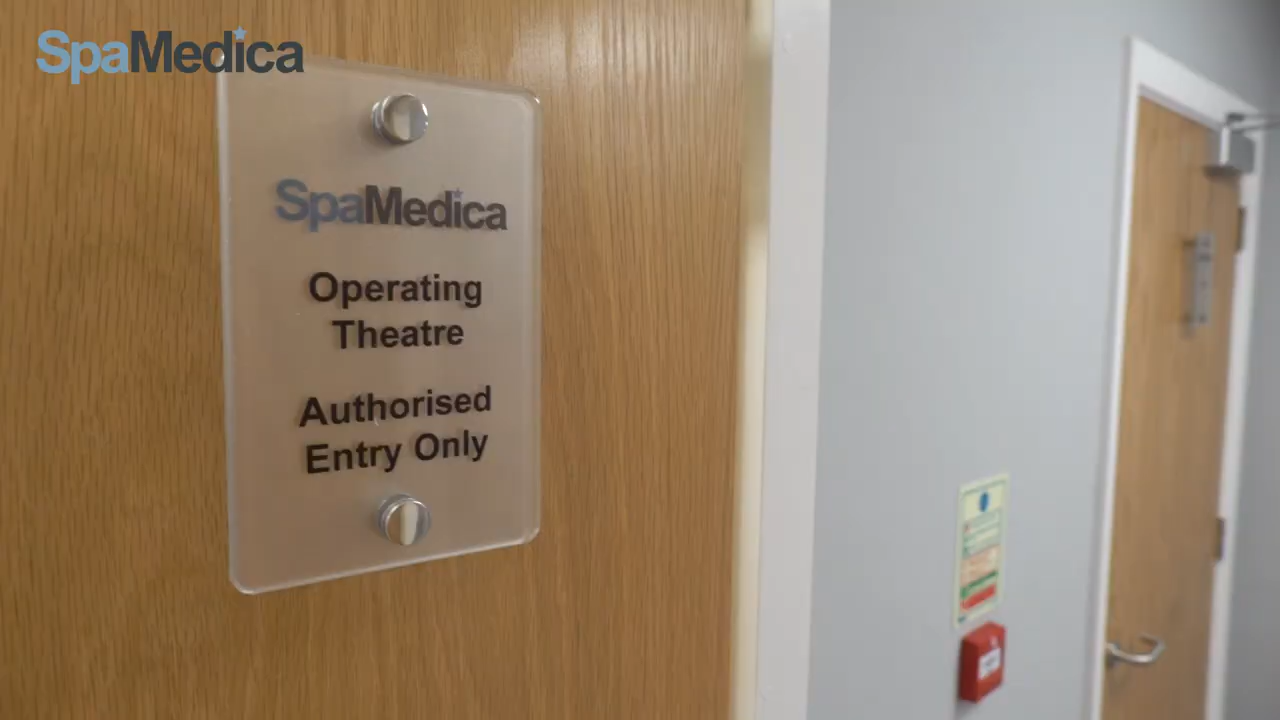 SpaMedica
SpaMedica
Operating
Theatre
Authorised
Entry Only